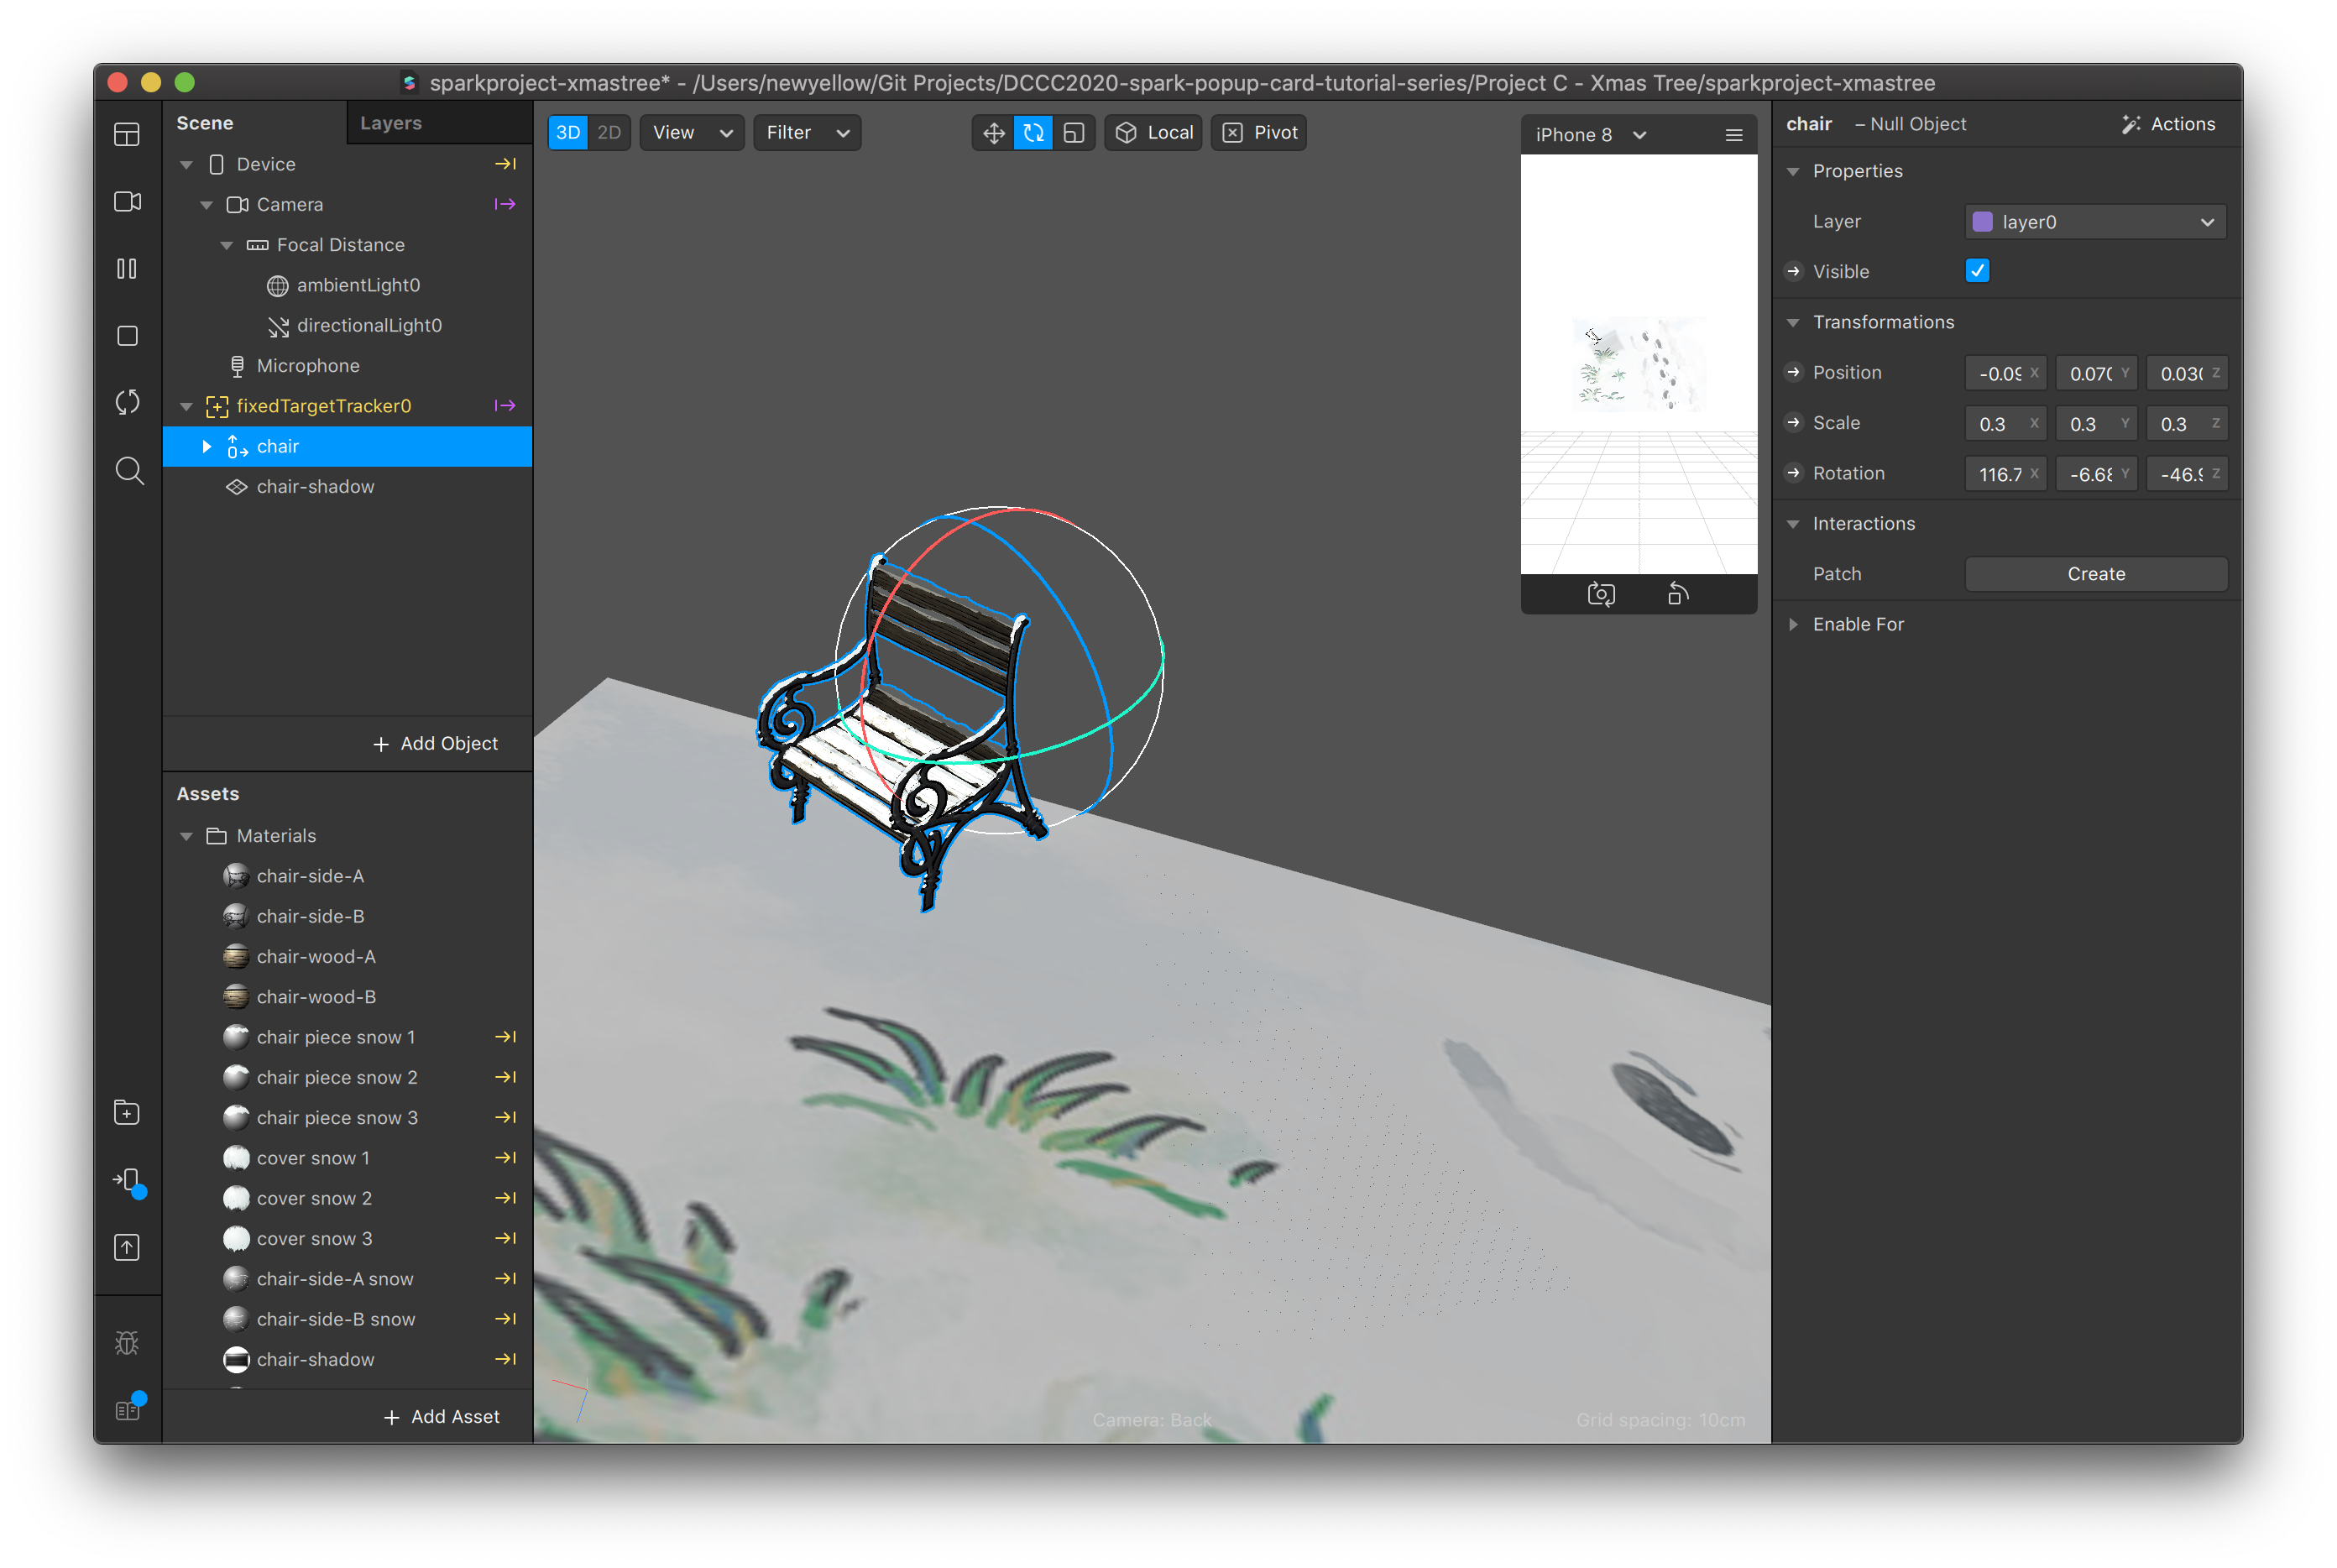 sparkproject-xmastree* - /Users/newyellow/Git Projects/DCCC2020-spark-popup-card-tutorial-series/Project C - Xmas Tree/sparkproject-xmastree
Scene
Layers
Device
Camera
Focal Distance
ambientLight0
directionalLight0
Microphone
fixedTargetTracker0
chair
chair-shadow
+ Add Object
Assets
Materials
chair-side-A
chair-side-B
chair-wood-A
chair-wood-B
chair piece snow 1
chair piece snow 2
chair piece snow 3
cover snow 1
cover snow 2
cover snow 3
chair-side-A snow
chair-side-B snow
chair-shadow
+ Add Asset
3D 2D View Filter Local Pivot
iPhone 8
Camera: Back
Grid spacing: 10cm
chair – Null Object Actions
Properties
Layer layer0
Visible
Transformations
Position -0.09 X 0.070 Y 0.030 Z
Scale 0.3 X 0.3 Y 0.3 Z
Rotation 116.7 X -6.68 Y -46.9 Z
Interactions
Patch Create
Enable For